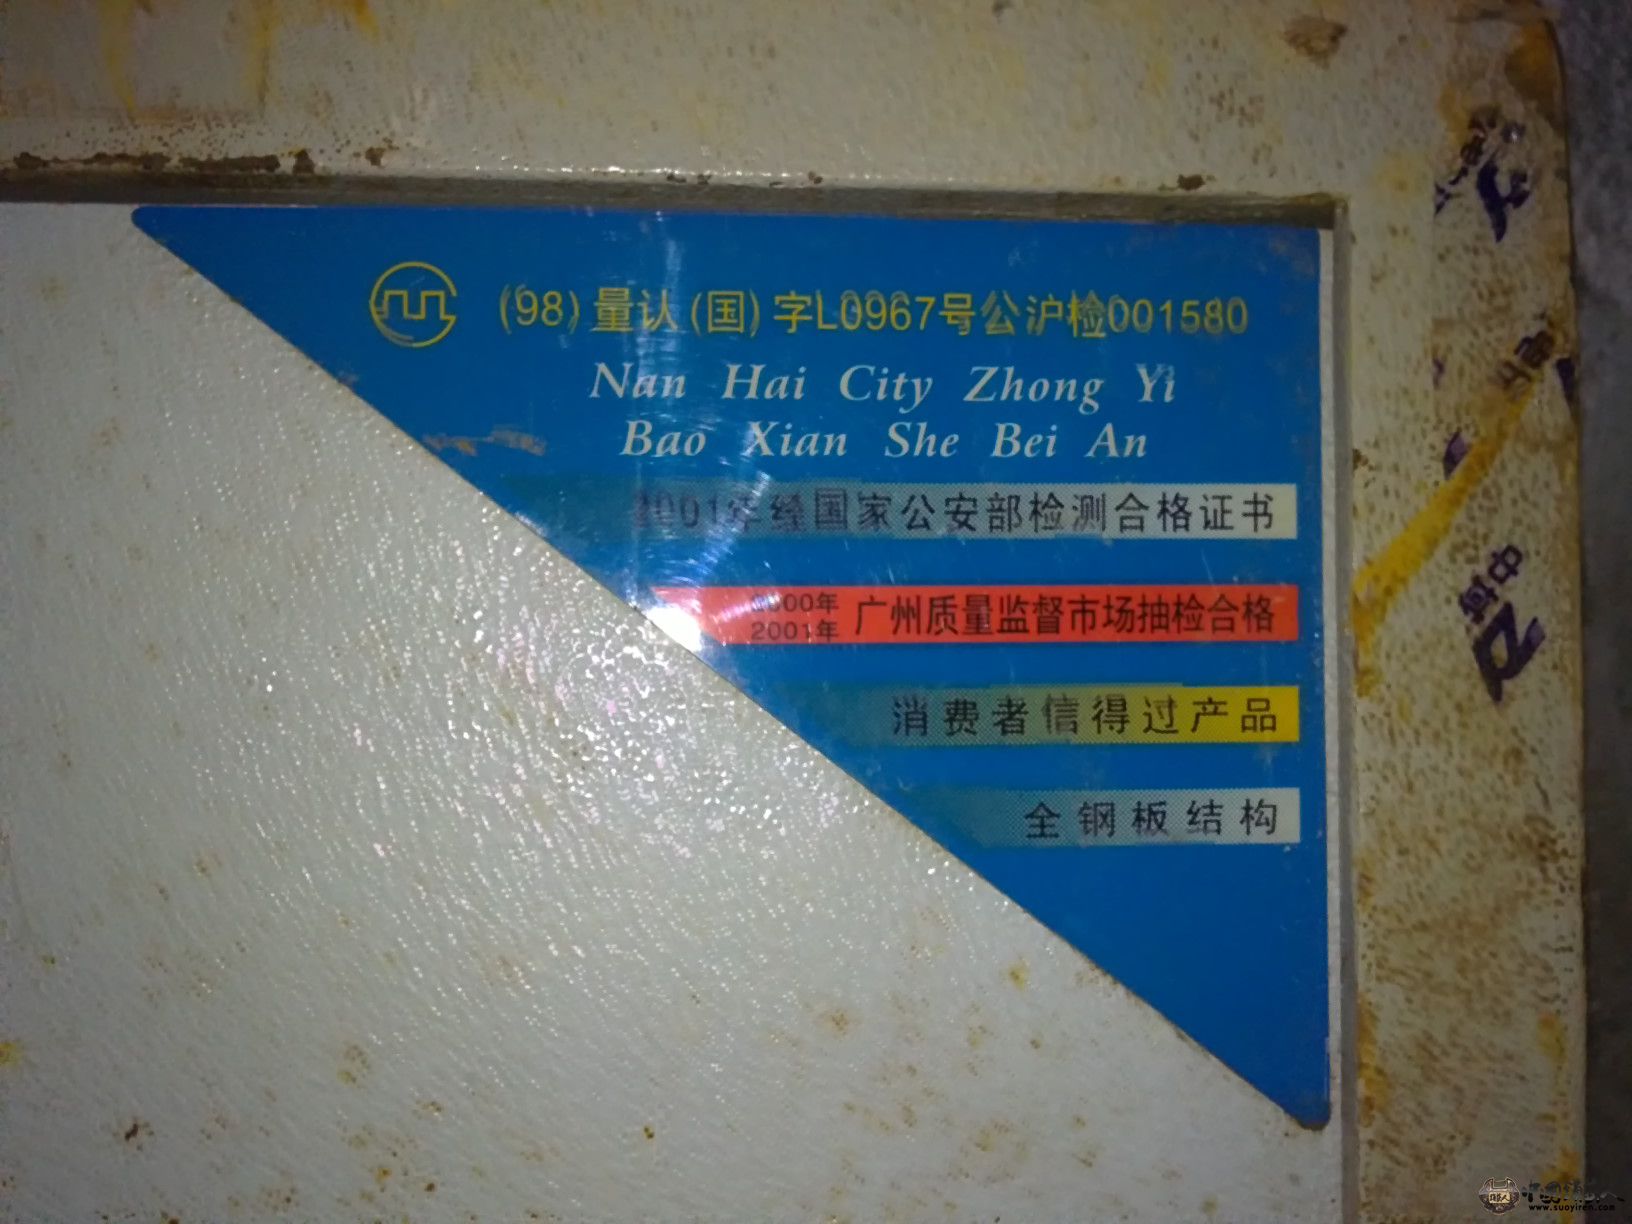 (98) 量认 (国) 字L0967号公沪检001580
Nan Hai City Zhong Yi
Bao Xian She Bei An
2001年经国家公安部检测合格证书
2000年
2001年 广州质量监督市场抽检合格
消费者信得过产品
全钢板结构
www.suoyiren.com